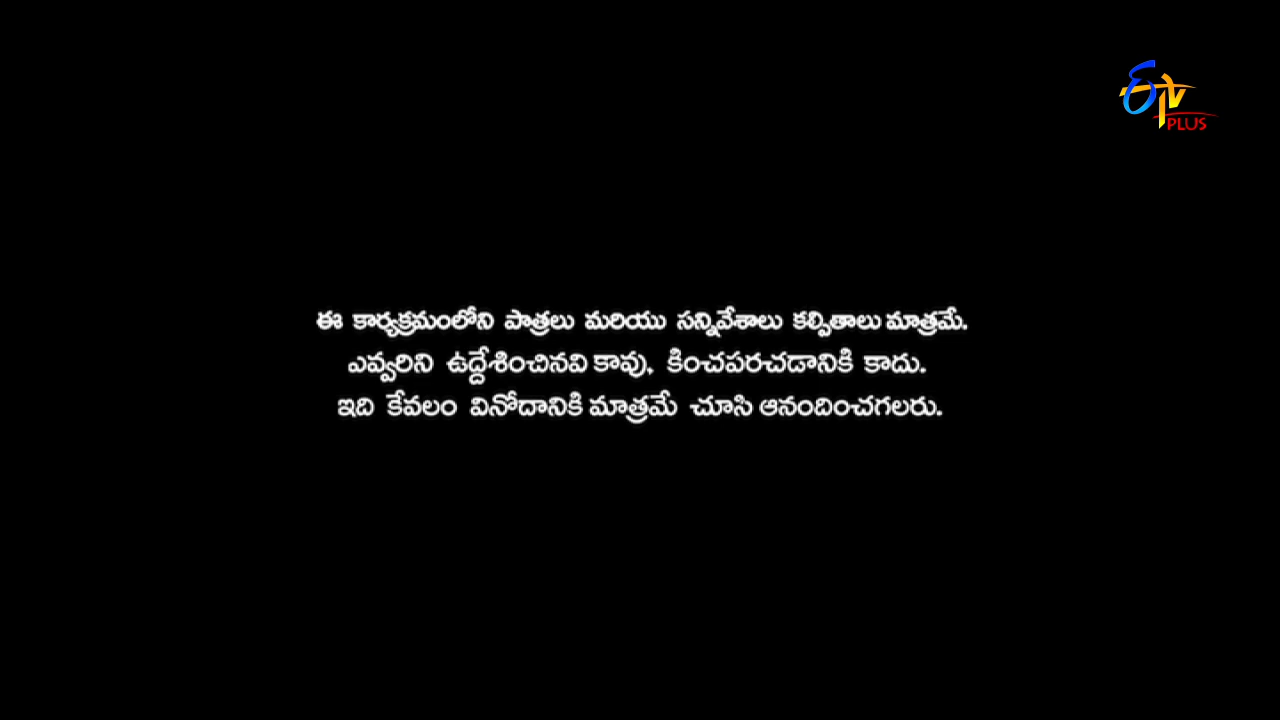 ETV
PLUS
ఈ కార్యక్రమంలోని పాత్రలు మరియు సన్నివేశాలు కల్పితాలు మాత్రమే.
ఎవ్వరిని ఉద్దేశించినవి కావు, కించపరచడానికి కాదు.
ఇది కేవలం వినోదానికి మాత్రమే చూసి ఆనందించగలరు.